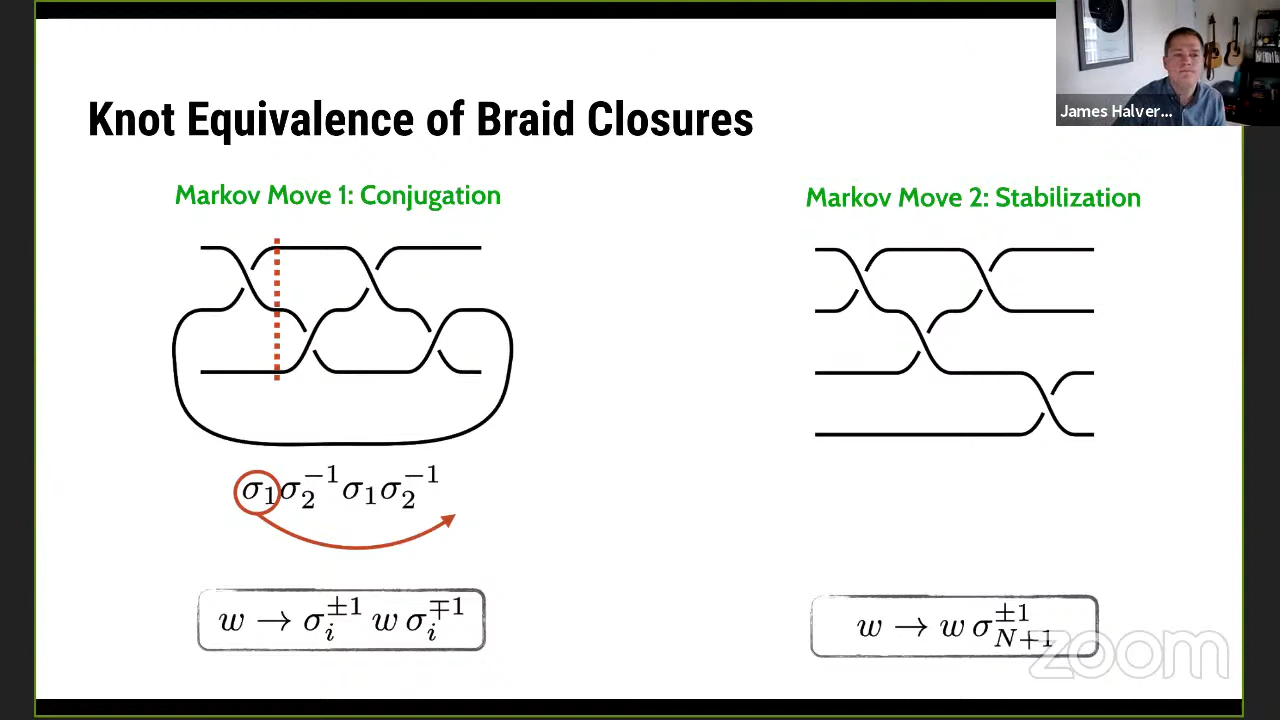 James Halver...
Knot Equivalence of Braid Closures
Markov Move 1: Conjugation
σ₁σ₂⁻¹σ₁σ₂⁻¹
w → σᵢ^{±1} w σᵢ^{∓1}
Markov Move 2: Stabilization
w → w σ_{N+1}^{±1}
zoom